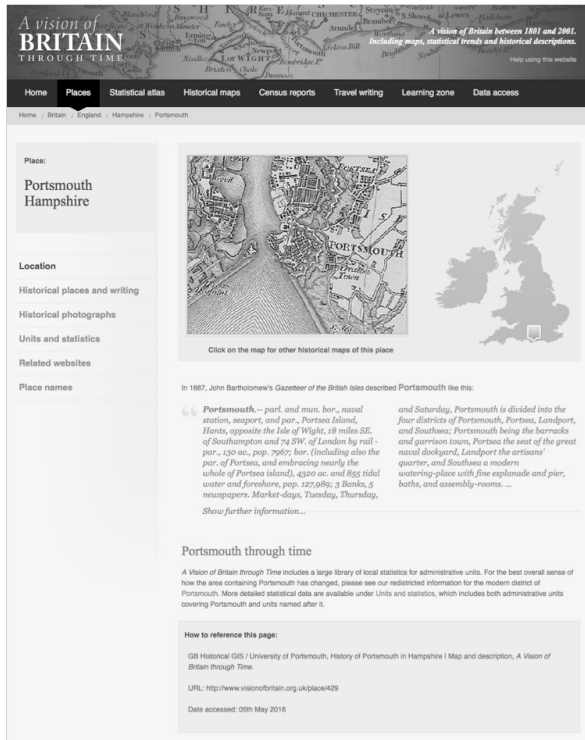 A vision of
BRITAIN
THROUGH TIME
A vision of Britain between 1801 and 2001.
Including maps, statistical trends and historical descriptions.
Help using this website
Home Places Statistical atlas Historical maps Census reports Travel writing Learning zone Data access
Home / Britain / England / Hampshire / Portsmouth
Place:
Portsmouth
Hampshire
Location
Historical places and writing
Historical photographs
Units and statistics
Related websites
Place names
PORTSMOUTH
Click on the map for other historical maps of this place
In 1887, John Bartholomew's Gazetteer of the British Isles described Portsmouth like this:
Portsmouth.-- parl. and mun. bor., naval
station, seaport, and par., Portsea Island,
Hants, opposite the Isle of Wight, 18 miles SE.
of Southampton and 74 SW. of London by rail -
par., 130 ac., pop. 7967; bor. (including also the
par. of Portsea, and embracing nearly the
whole of Portsea island), 4320 ac. and 855 tidal
water and foreshore, pop. 127,989; 3 Banks, 5
newspapers. Market-days, Tuesday, Thursday,
and Saturday, Portsmouth is divided into the
four districts of Portsmouth, Portsea, Landport,
and Southsea; Portsmouth being the barracks
and garrison town, Portsea the seat of the great
naval dockyard, Landport the artisans'
quarter, and Southsea a modern
watering-place with fine esplanade and pier,
baths, and assembly-rooms. ...
Show further information...
Portsmouth through time
A Vision of Britain through Time includes a large library of local statistics for administrative units. For the best overall sense of
how the area containing Portsmouth has changed, please see our redistricted information for the modern district of
Portsmouth. More detailed statistical data are available under Units and statistics, which includes both administrative units
covering Portsmouth and units named after it.
How to reference this page:
GB Historical GIS / University of Portsmouth, History of Portsmouth in Hampshire | Map and description, A Vision of
Britain through Time.
URL: http://www.visionofbritain.org.uk/place/429
Date accessed: 05th May 2016